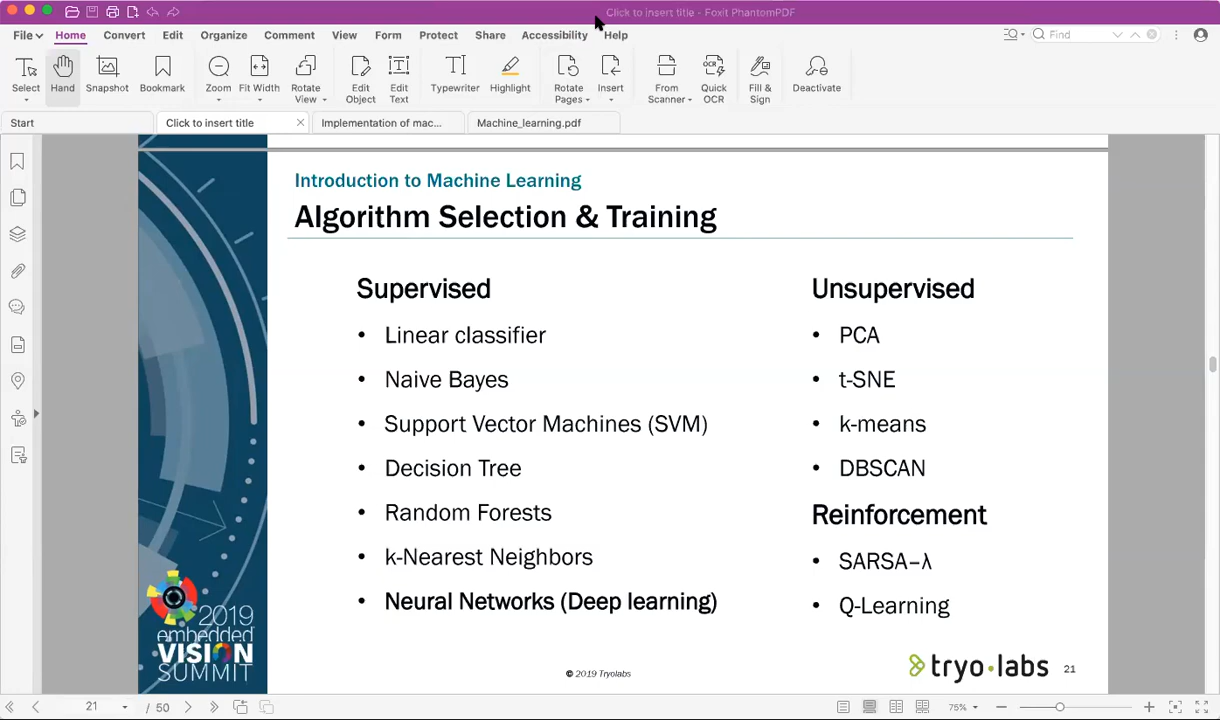 Click to insert title - Foxit PhantomPDF
File Home Convert Edit Organize Comment View Form Protect Share Accessibility Help Find
Select Hand Snapshot Bookmark Zoom Fit Width Rotate View Edit Object Edit Text Typewriter Highlight Rotate Pages Insert From Scanner Quick OCR Fill & Sign Deactivate
Start Click to insert title Implementation of mac... Machine_learning.pdf
Introduction to Machine Learning
Algorithm Selection & Training
Supervised
• Linear classifier
• Naive Bayes
• Support Vector Machines (SVM)
• Decision Tree
• Random Forests
• k-Nearest Neighbors
• Neural Networks (Deep learning)
Unsupervised
• PCA
• t-SNE
• k-means
• DBSCAN
Reinforcement
• SARSA–λ
• Q-Learning
2019
embedded
VISION
SUMMIT
© 2019 Tryolabs
tryo·labs
21
21 / 50 75%